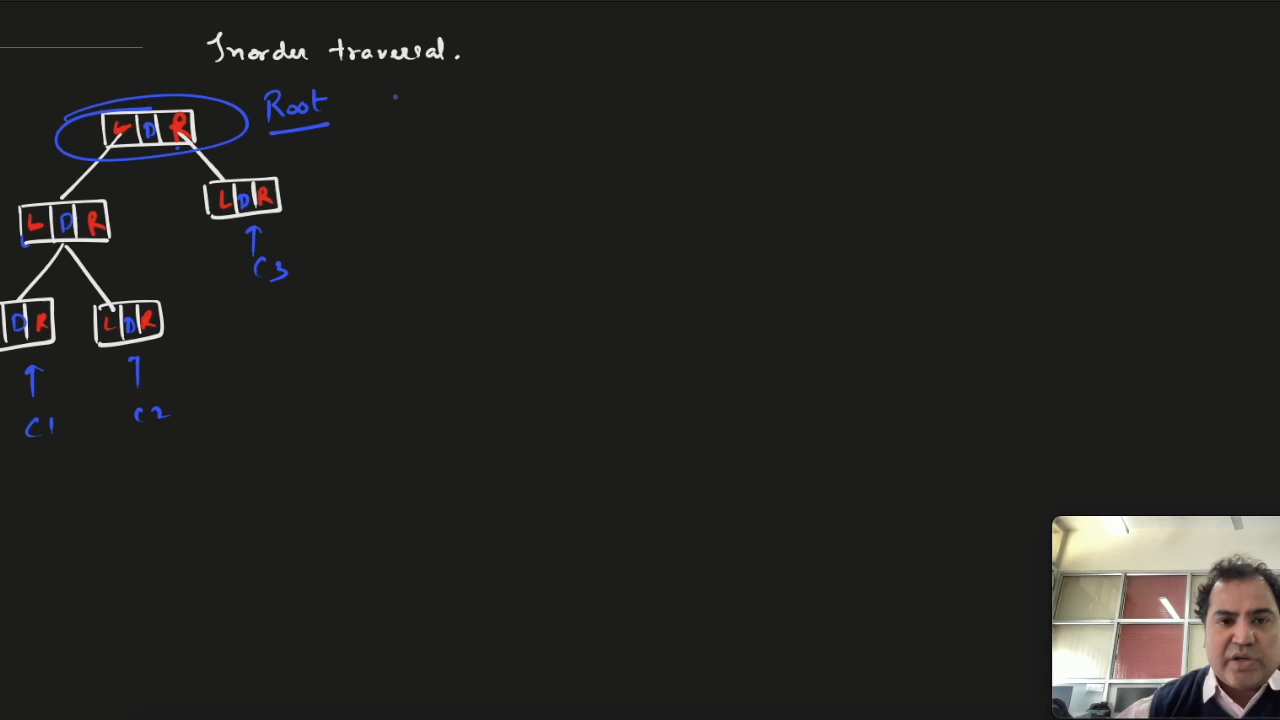 Inorder traversal.
Root
L D R
L D R
L D R
C3
D R
L D R
C1
C2